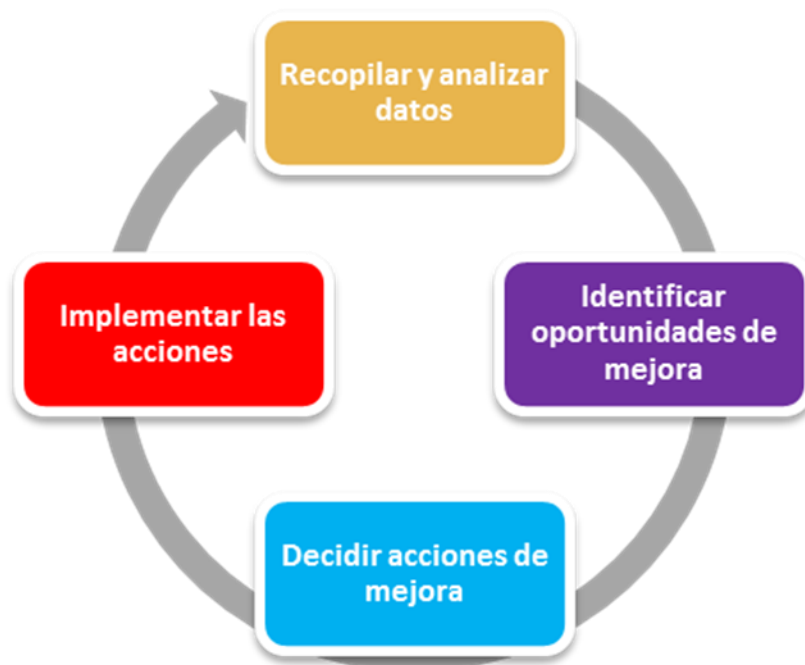 Recopilar y analizar
datos
Identificar
oportunidades de
mejora
Decidir acciones de
mejora
Implementar las
acciones